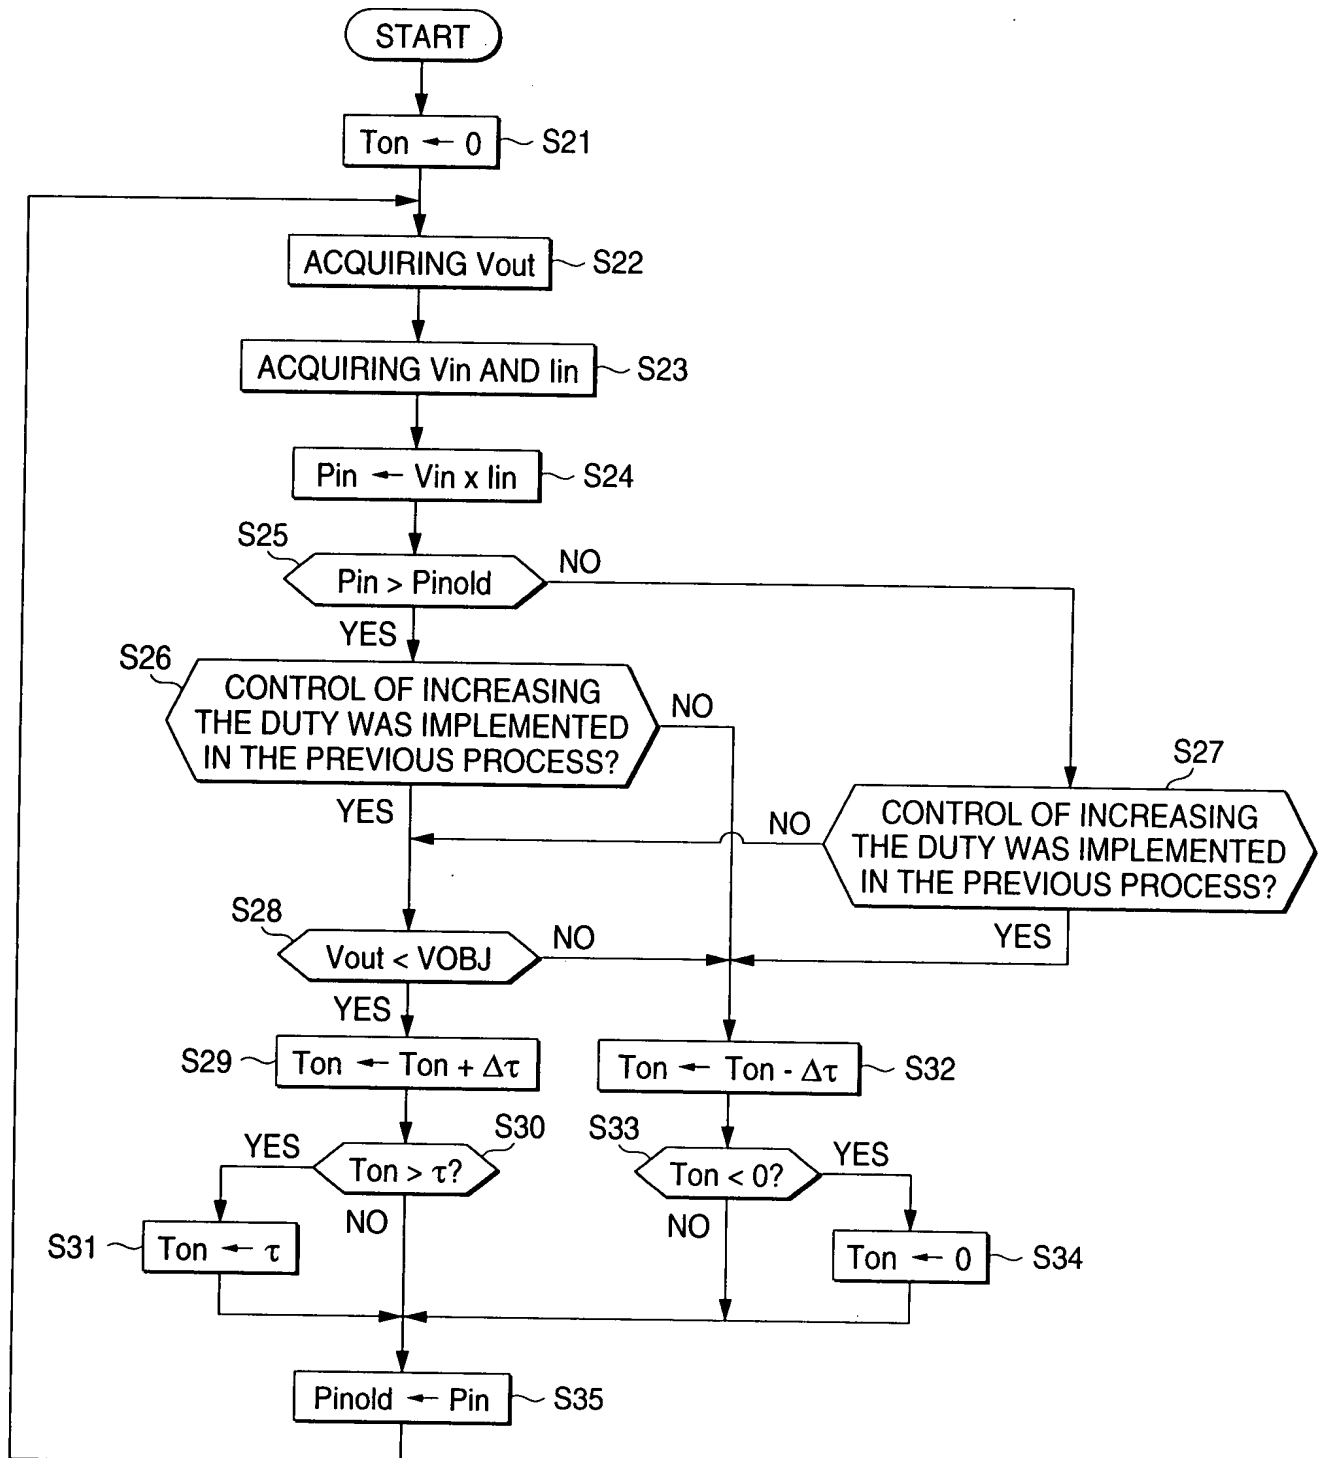 START
Ton ← 0
S21
ACQUIRING Vout
S22
ACQUIRING Vin AND Iin
S23
Pin ← Vin x Iin
S24
S25
Pin > Pinold
NO
YES
S26
CONTROL OF INCREASING
THE DUTY WAS IMPLEMENTED
IN THE PREVIOUS PROCESS?
NO
YES
S27
CONTROL OF INCREASING
THE DUTY WAS IMPLEMENTED
IN THE PREVIOUS PROCESS?
NO
YES
S28
Vout < VOBJ
NO
YES
S29
Ton ← Ton + Δτ
Ton ← Ton - Δτ
S32
S30
Ton > τ?
YES
NO
S33
Ton < 0?
YES
NO
S31
Ton ← τ
Ton ← 0
S34
Pinold ← Pin
S35